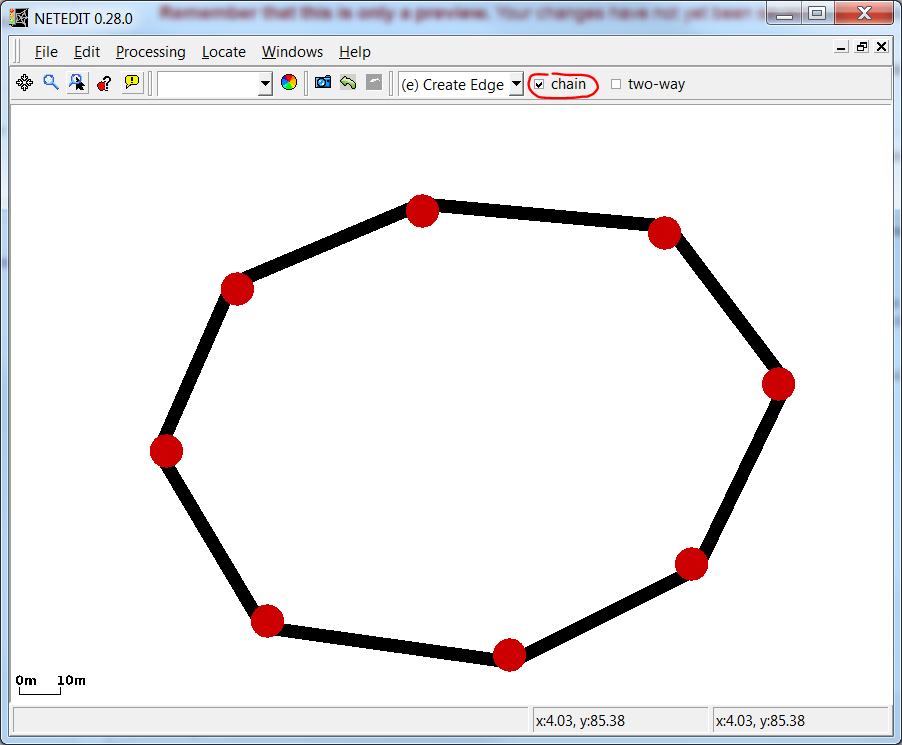 NETEDIT 0.28.0
Remember that this is only a preview. Your changes have not yet been
File Edit Processing Locate Windows Help
(e) Create Edge chain two-way
0m 10m
x:4.03, y:85.38 x:4.03, y:85.38